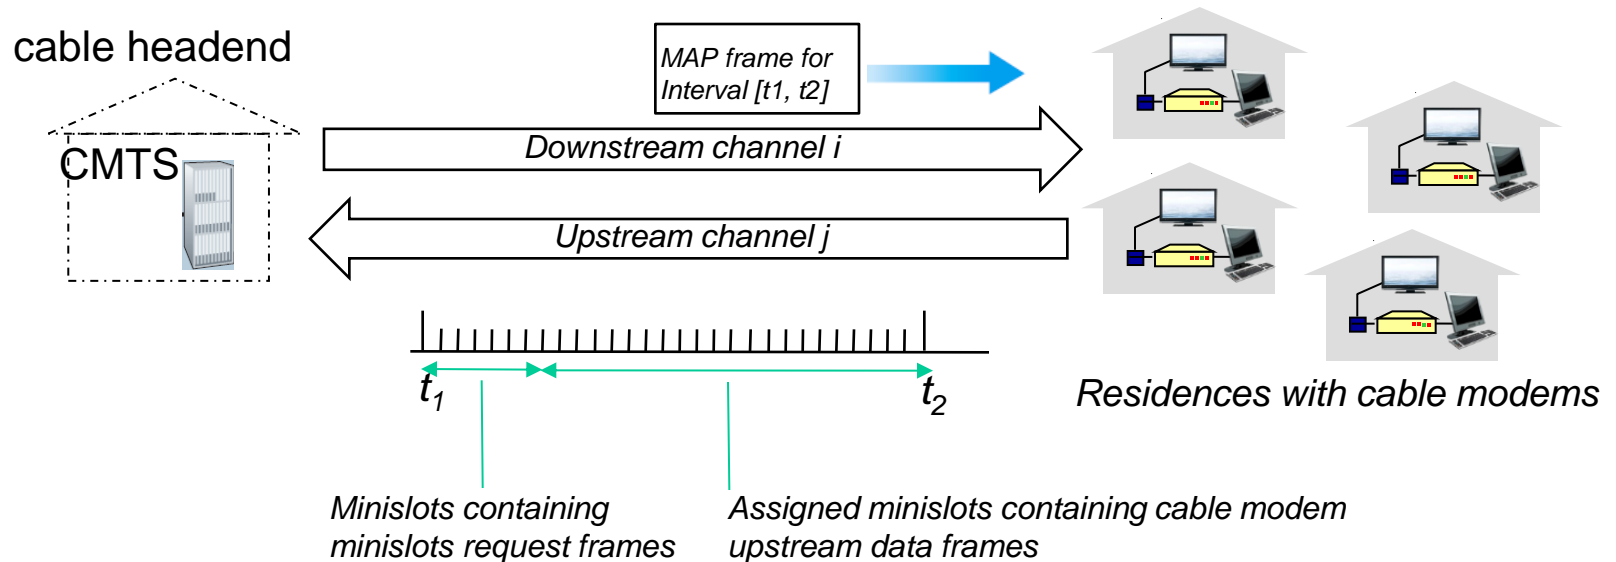 cable headend
MAP frame for
Interval [t1, t2]
CMTS
Downstream channel i
Upstream channel j
t1
t2
Residences with cable modems
Minislots containing
minislots request frames
Assigned minislots containing cable modem
upstream data frames